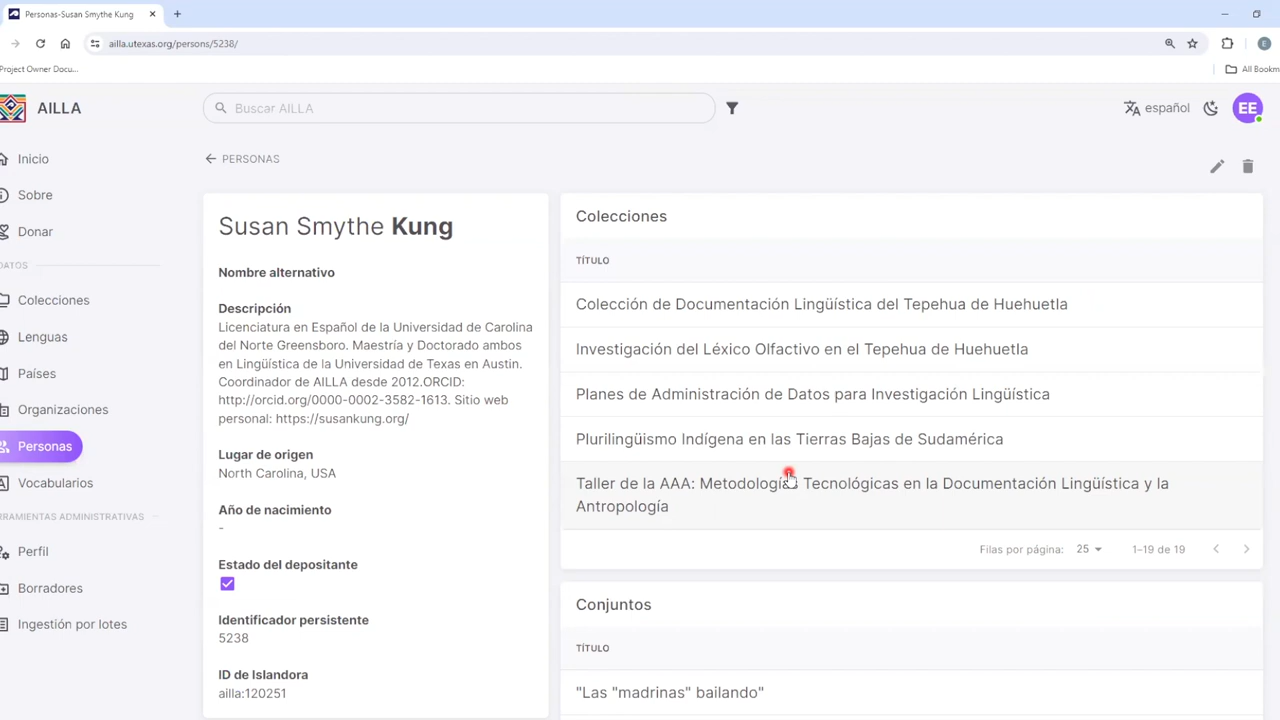 Personas-Susan Smythe Kung
ailla.utexas.org/persons/5238/
Project Owner Docu...
All Bookm
AILLA
Buscar AILLA
español
EE
Inicio
Sobre
Donar
DATOS
Colecciones
Lenguas
Países
Organizaciones
Personas
Vocabularios
RRAMIENTAS ADMINISTRATIVAS
Perfil
Borradores
Ingestión por lotes
PERSONAS
Susan Smythe Kung
Nombre alternativo
Descripción
Licenciatura en Español de la Universidad de Carolina
del Norte Greensboro. Maestría y Doctorado ambos
en Lingüística de la Universidad de Texas en Austin.
Coordinador de AILLA desde 2012.ORCID:
http://orcid.org/0000-0002-3582-1613. Sitio web
personal: https://susankung.org/
Lugar de origen
North Carolina, USA
Año de nacimiento
-
Estado del depositante
Identificador persistente
5238
ID de Islandora
ailla:120251
Colecciones
TÍTULO
Colección de Documentación Lingüística del Tepehua de Huehuetla
Investigación del Léxico Olfactivo en el Tepehua de Huehuetla
Planes de Administración de Datos para Investigación Lingüística
Plurilingüismo Indígena en las Tierras Bajas de Sudamérica
Taller de la AAA: Metodologías Tecnológicas en la Documentación Lingüística y la
Antropología
Filas por página: 25 1-19 de 19
Conjuntos
TÍTULO
"Las "madrinas" bailando"